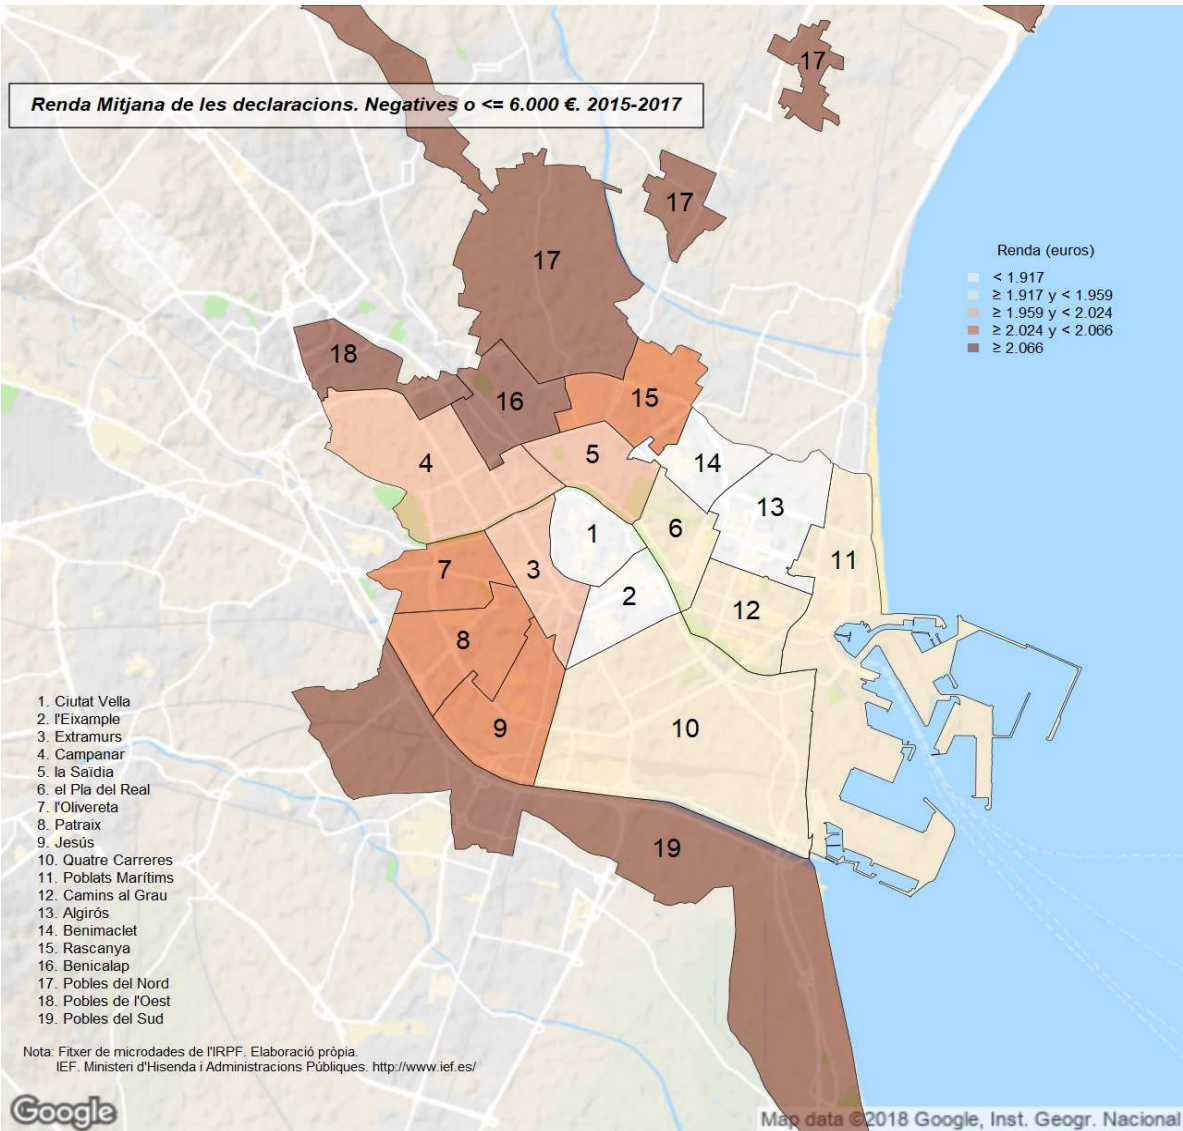 Renda Mitjana de les declaracions. Negatives o <= 6.000 €. 2015-2017
17
17
17
18
16
15
4
5
14
13
6
1
11
7
3
2
12
8
9
10
19
Renda (euros)
< 1.917
≥ 1.917 y < 1.959
≥ 1.959 y < 2.024
≥ 2.024 y < 2.066
≥ 2.066
1. Ciutat Vella
2. l'Eixample
3. Extramurs
4. Campanar
5. la Saïdia
6. el Pla del Real
7. l'Olivereta
8. Patraix
9. Jesús
10. Quatre Carreres
11. Poblats Marítims
12. Camins al Grau
13. Algirós
14. Benimaclet
15. Rascanya
16. Benicalap
17. Pobles del Nord
18. Pobles de l'Oest
19. Pobles del Sud
Nota: Fitxer de microdades de l'IRPF. Elaboració pròpia.
IEF. Ministeri d'Hisenda i Administracions Públiques. http://www.ief.es/
Google
Map data ©2018 Google, Inst. Geogr. Nacional